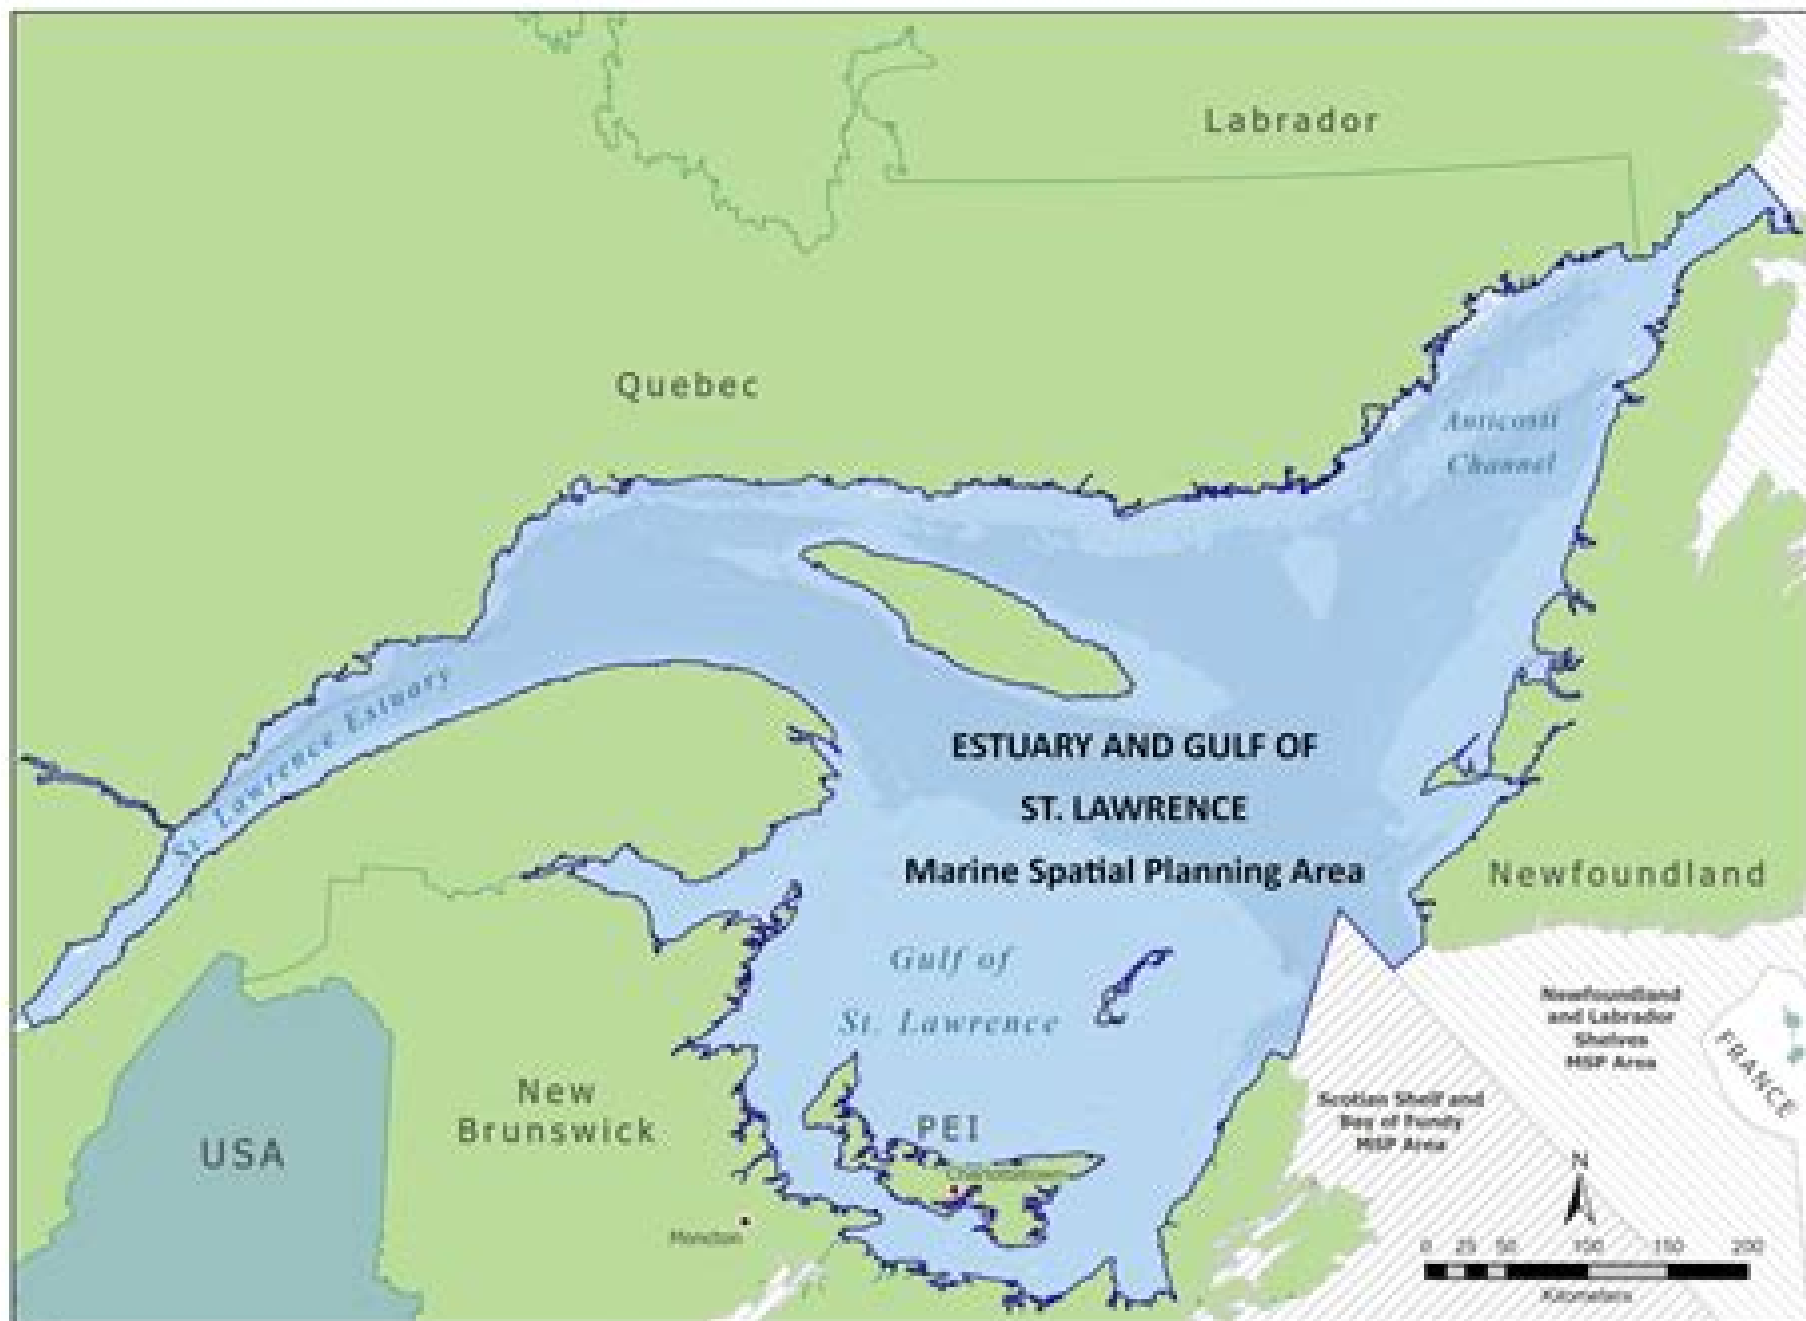 Labrador
Quebec
Anticosti
Channel
St. Lawrence Estuary
ESTUARY AND GULF OF
ST. LAWRENCE
Marine Spatial Planning Area
Newfoundland
Gulf of
St. Lawrence
Newfoundland
and Labrador
Shelves
MSP Area
FRANCE
New
Brunswick
PEI
Scotian Shelf and
Bay of Fundy
MSP Area
USA
Charlottetown
Moncton
N
0 25 50 100 150 200
Kilometers